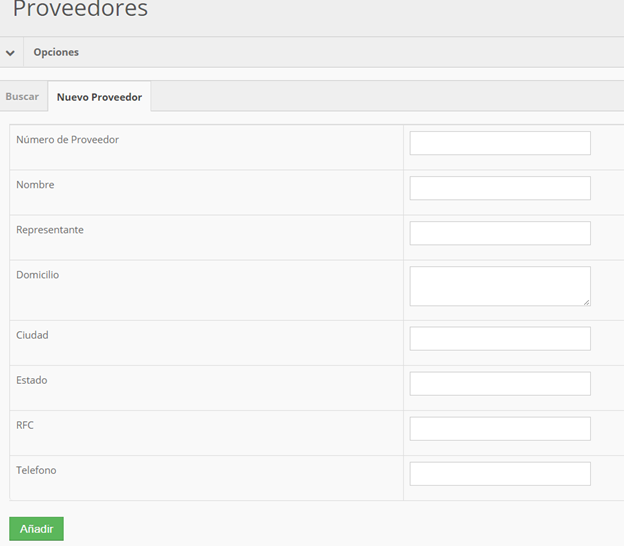 Proveedores
Opciones
Buscar
Nuevo Proveedor
Número de Proveedor
Nombre
Representante
Domicilio
Ciudad
Estado
RFC
Telefono
Añadir